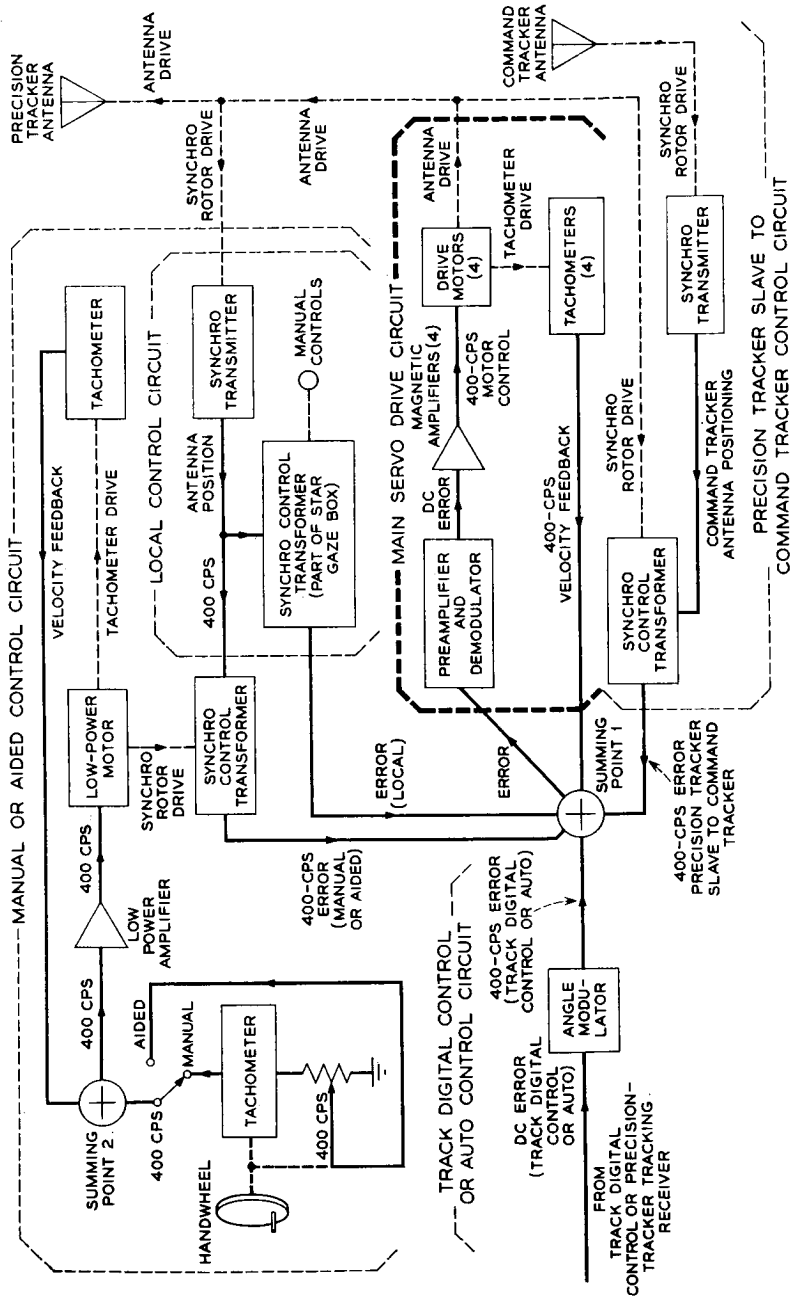 MANUAL OR AIDED CONTROL CIRCUIT
SUMMING
POINT 2
400 CPS
LOW
POWER
AMPLIFIER
400 CPS
LOW-POWER
MOTOR
VELOCITY FEEDBACK
TACHOMETER DRIVE
TACHOMETER
400 CPS
AIDED
MANUAL
TACHOMETER
HANDWHEEL
400 CPS
SYNCHRO
ROTOR DRIVE
SYNCHRO
CONTROL
TRANSFORMER
LOCAL CONTROL CIRCUIT
400 CPS
ANTENNA
POSITION
SYNCHRO
TRANSMITTER
SYNCHRO CONTROL
TRANSFORMER
(PART OF STAR
GAZE BOX)
MANUAL
CONTROLS
SYNCHRO
ROTOR DRIVE
PRECISION
TRACKER
ANTENNA
ANTENNA
DRIVE
ANTENNA
DRIVE
400-CPS
ERROR
(MANUAL
OR AIDED)
ERROR
(LOCAL)
ERROR
MAIN SERVO DRIVE CIRCUIT
PREAMPLIFIER
AND
DEMODULATOR
DC
ERROR
MAGNETIC
AMPLIFIERS (4)
400-CPS
MOTOR
CONTROL
DRIVE
MOTORS
(4)
ANTENNA
DRIVE
TACHOMETER
DRIVE
TACHOMETERS
(4)
400-CPS
VELOCITY FEEDBACK
TRACK DIGITAL CONTROL
OR AUTO CONTROL CIRCUIT
FROM
TRACK DIGITAL
CONTROL OR PRECISION-
TRACKER TRACKING
RECEIVER
DC ERROR
(TRACK DIGITAL
CONTROL
OR AUTO)
ANGLE
MODU-
LATOR
400-CPS ERROR
(TRACK DIGITAL
CONTROL OR AUTO)
SUMMING
POINT 1
400-CPS ERROR
PRECISION TRACKER
SLAVE TO COMMAND
TRACKER
SYNCHRO
CONTROL
TRANSFORMER
SYNCHRO
ROTOR DRIVE
COMMAND TRACKER
ANTENNA POSITIONING
SYNCHRO
TRANSMITTER
SYNCHRO
ROTOR DRIVE
COMMAND
TRACKER
ANTENNA
PRECISION TRACKER SLAVE TO
COMMAND TRACKER CONTROL CIRCUIT